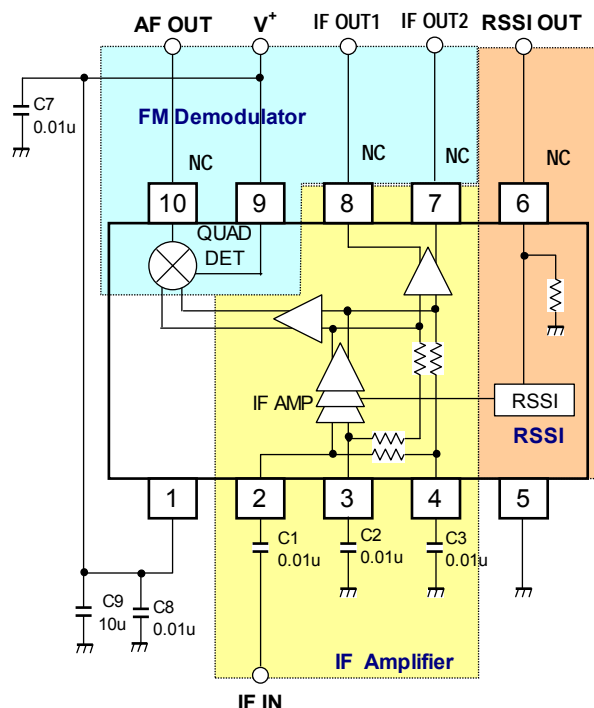 AF OUT
V+
IF OUT1
IF OUT2
RSSI OUT
C7
0.01u
FM Demodulator
NC
NC
NC
NC
10
9
8
7
6
QUAD
DET
IF AMP
RSSI
RSSI
1
2
3
4
5
C1
0.01u
C2
0.01u
C3
0.01u
C9
10u
C8
0.01u
IF Amplifier
IF IN